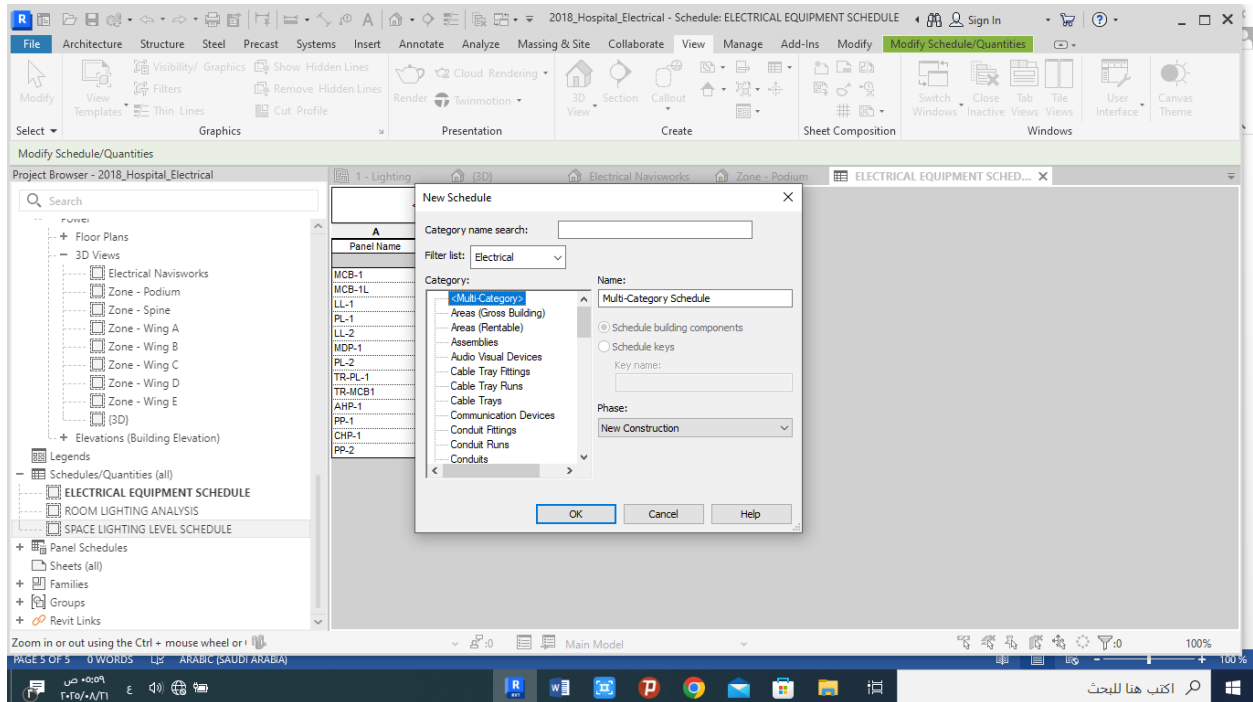 2018_Hospital_Electrical - Schedule: ELECTRICAL EQUIPMENT SCHEDULE
Sign In
File Architecture Structure Steel Precast Systems Insert Annotate Analyze Massing & Site Collaborate View Manage Add-Ins Modify Modify Schedule/Quantities
Modify
View Templates
Visibility/ Graphics
Filters
Thin Lines
Show Hidden Lines
Remove Hidden Lines
Cut Profile
Render
Cloud Rendering
Twinmotion
3D View
Section
Callout
Switch Windows
Close Inactive
Tab Views
Tile Views
User Interface
Canvas Theme
Select Graphics Presentation Create Sheet Composition Windows
Modify Schedule/Quantities
Project Browser - 2018_Hospital_Electrical
1 - Lighting {3D} Electrical Navisworks Zone - Podium ELECTRICAL EQUIPMENT SCHED...
Search
Power
Floor Plans
3D Views
Electrical Navisworks
Zone - Podium
Zone - Spine
Zone - Wing A
Zone - Wing B
Zone - Wing C
Zone - Wing D
Zone - Wing E
{3D}
Elevations (Building Elevation)
Legends
Schedules/Quantities (all)
ELECTRICAL EQUIPMENT SCHEDULE
ROOM LIGHTING ANALYSIS
SPACE LIGHTING LEVEL SCHEDULE
Panel Schedules
Sheets (all)
Families
Groups
Revit Links
A
Panel Name
MCB-1
MCB-1L
LL-1
PL-1
LL-2
MDP-1
PL-2
TR-PL-1
TR-MCB1
AHP-1
PP-1
CHP-1
PP-2
New Schedule
Category name search:
Filter list: Electrical
Category:
<Multi-Category>
Areas (Gross Building)
Areas (Rentable)
Assemblies
Audio Visual Devices
Cable Tray Fittings
Cable Tray Runs
Cable Trays
Communication Devices
Conduit Fittings
Conduit Runs
Conduits
Name:
Multi-Category Schedule
Schedule building components
Schedule keys
Key name:
Phase:
New Construction
OK Cancel Help
Zoom in or out using the Ctrl + mouse wheel or
:0 Main Model :0 100%
PAGE 5 OF 5 0 WORDS ARABIC (SAUDI ARABIA) 100 %
٠٥:٥٩ ص
٢٠٢٥/٠٨/٢١
ع
اكتب هنا للبحث